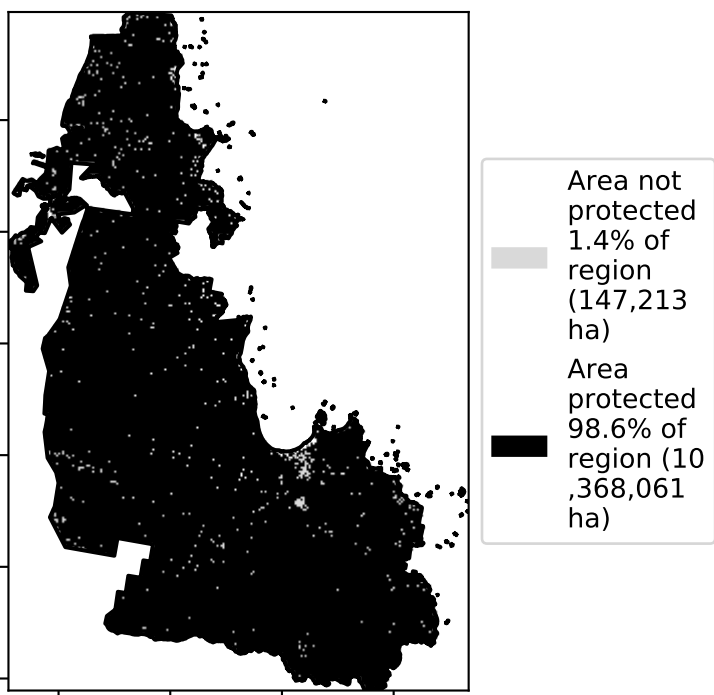 Area not
protected
1.4% of
region
(147,213
ha)
Area
protected
98.6% of
region (10
,368,061
ha)